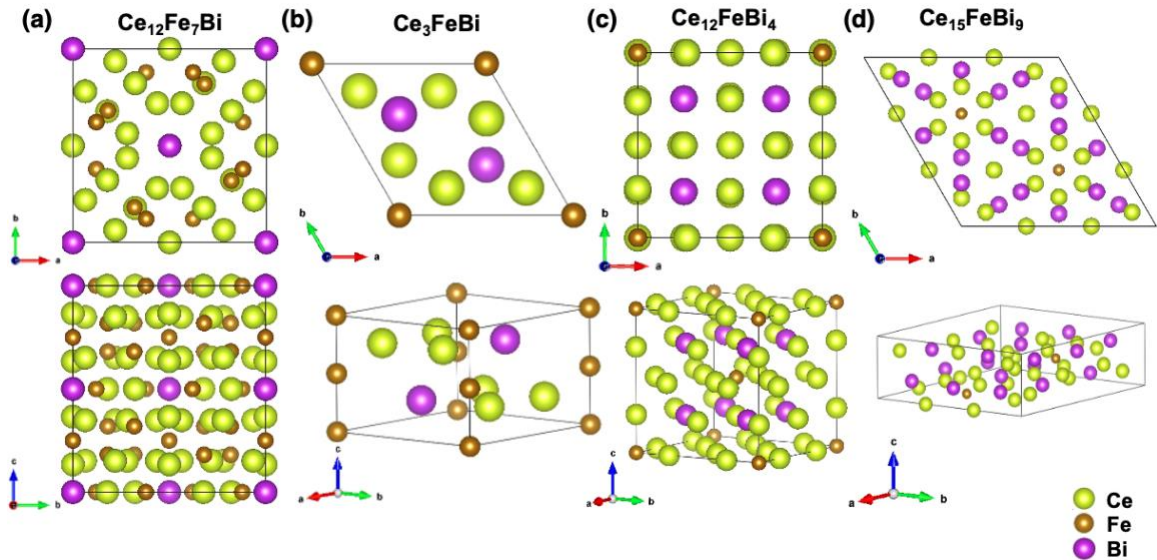 (a) Ce₁₂Fe₇Bi
(b) Ce₃FeBi
(c) Ce₁₂FeBi₄
(d) Ce₁₅FeBi₉
b
a
b
a
b
a
b
a
c
b
c
a
b
c
a
b
c
a
b
Ce
Fe
Bi